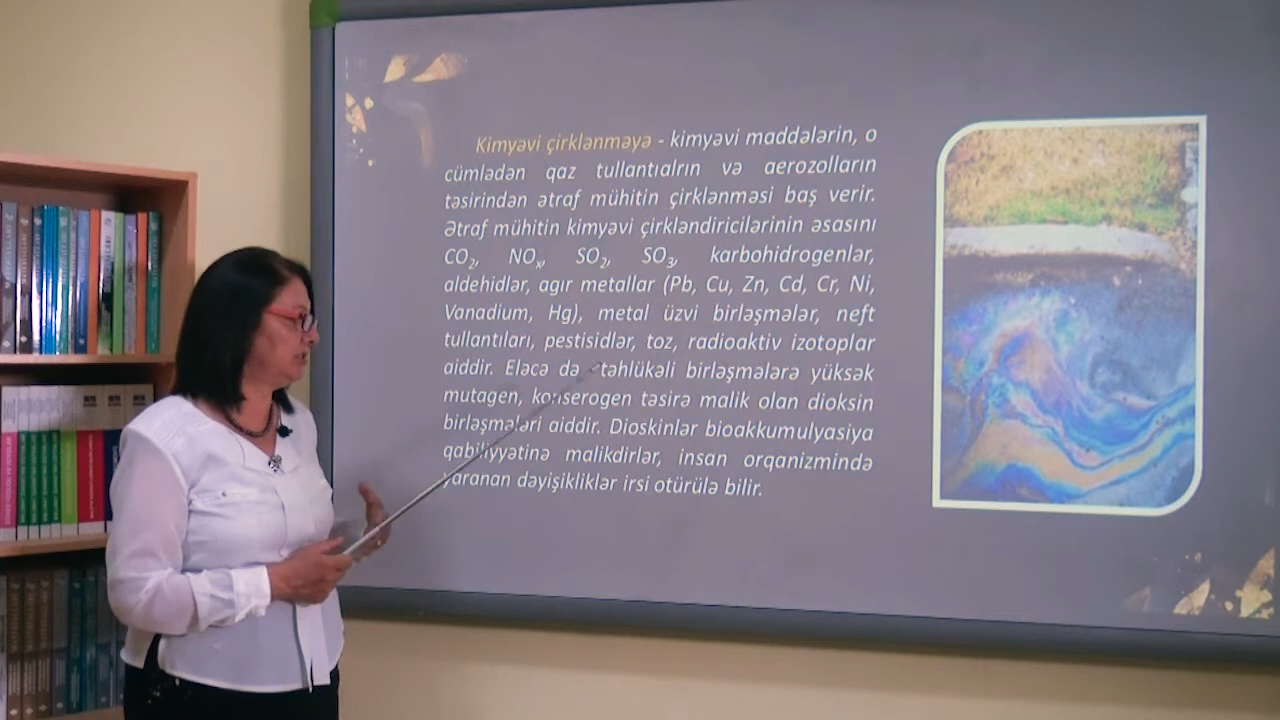 Kimyəvi çirklənməyə - kimyəvi maddələrin, o
cümlədən qaz tullantıalrın və aerozolların
təsirindən ətraf mühitin çirklənməsi baş verir.
Ətraf mühitin kimyəvi çirkləndiricilərinin əsasını
CO₂, NOₓ, SO₂, SO₃, karbohidrogenlər,
aldehidlər, agır metallar (Pb, Cu, Zn, Cd, Cr, Ni,
Vanadium, Hg), metal üzvi birləşmələr, neft
tullantıları, pestisidlər, toz, radioaktiv izotoplar
aiddir. Eləcə də təhlükəli birləşmələrə yüksək
mutagen, konserogen təsirə malik olan dioksin
birləşmələri aiddir. Dioskinlər bioakkumulyasiya
qabiliyyətinə malikdirlər, insan orqanizmində
yaranan dəyişikliklər irsi otürülə bilir.